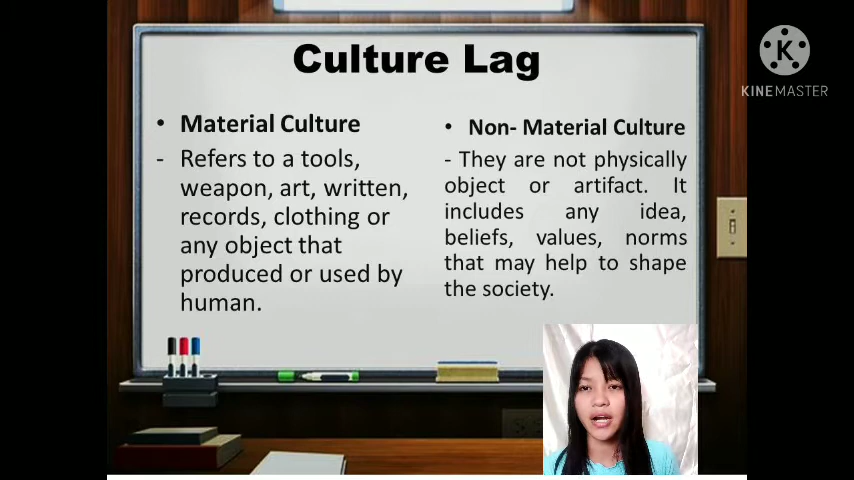 Culture Lag
• Material Culture
- Refers to a tools,
weapon, art, written,
records, clothing or
any object that
produced or used by
human.
• Non- Material Culture
- They are not physically
object or artifact. It
includes any idea,
beliefs, values, norms
that may help to shape
the society.
K
KINEMASTER